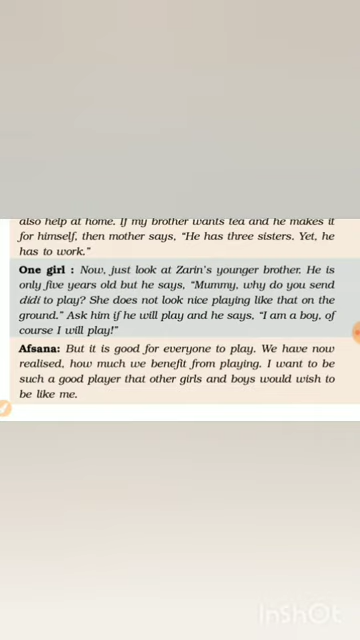 also help at home. If my brother wants tea and he makes it
for himself, then mother says, "He has three sisters. Yet, he
has to work."
One girl : Now, just look at Zarin's younger brother. He is
only five years old but he says, "Mummy, why do you send
didi to play? She does not look nice playing like that on the
ground." Ask him if he will play and he says, "I am a boy, of
course I will play!"
Afsana: But it is good for everyone to play. We have now
realised, how much we benefit from playing. I want to be
such a good player that other girls and boys would wish to
be like me.
InShOt